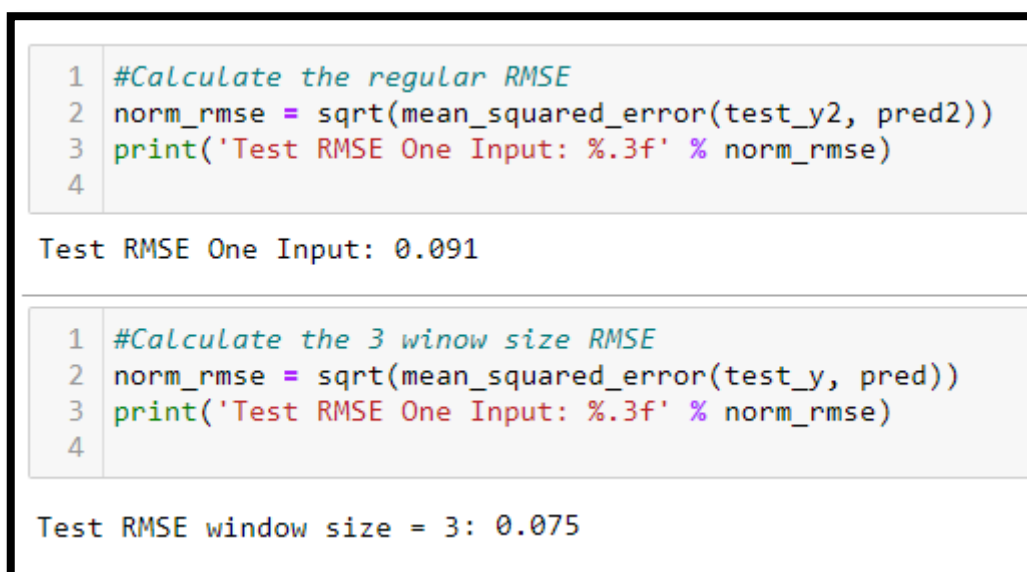 1 #Calculate the regular RMSE
2 norm_rmse = sqrt(mean_squared_error(test_y2, pred2))
3 print('Test RMSE One Input: %.3f' % norm_rmse)
4
Test RMSE One Input: 0.091
1 #Calculate the 3 winow size RMSE
2 norm_rmse = sqrt(mean_squared_error(test_y, pred))
3 print('Test RMSE One Input: %.3f' % norm_rmse)
4
Test RMSE window size = 3: 0.075